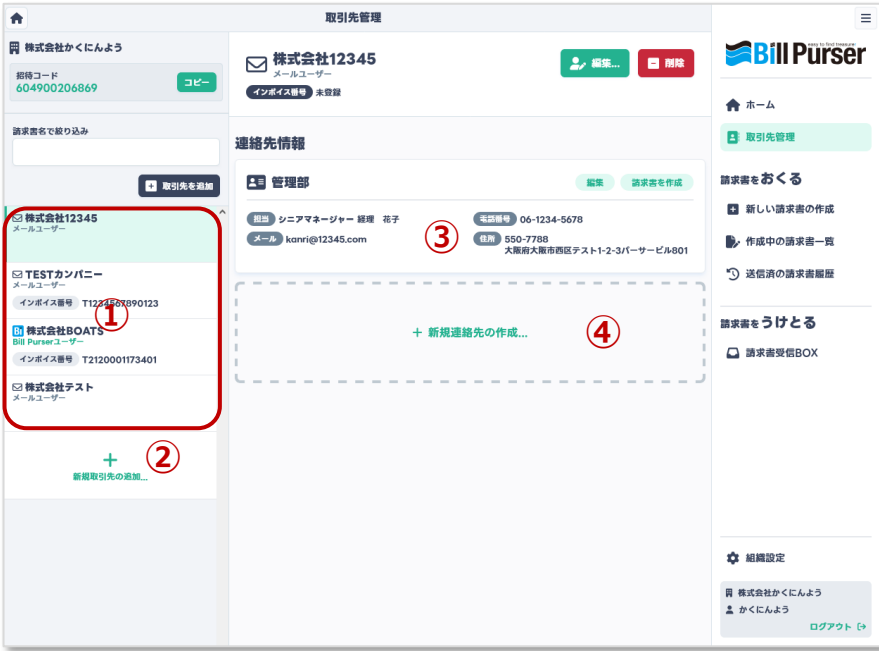 取引先管理
株式会社かくにんよう
招待コード
604900206869
コピー
請求書名で絞り込み
取引先を追加
株式会社12345
メールユーザー
TESTカンパニー
メールユーザー
インボイス番号 T1234567890123
①
株式会社BOATS
Bill Purserユーザー
インボイス番号 T2120001173401
株式会社テスト
メールユーザー
②
新規取引先の追加...
株式会社12345
メールユーザー
インボイス番号 未登録
編集...
削除
連絡先情報
管理部
編集
請求書を作成
担当 シニアマネージャー 経理 花子
電話番号 06-1234-5678
メール kanri@12345.com
③
住所 550-7788
大阪府大阪市西区テスト1-2-3パーサービル801
新規連絡先の作成...
④
easy to find treasure
Bill Purser
ホーム
取引先管理
請求書をおくる
新しい請求書の作成
作成中の請求書一覧
送信済の請求書履歴
請求書をうけとる
請求書受信BOX
組織設定
株式会社かくにんよう
かくにんよう
ログアウト